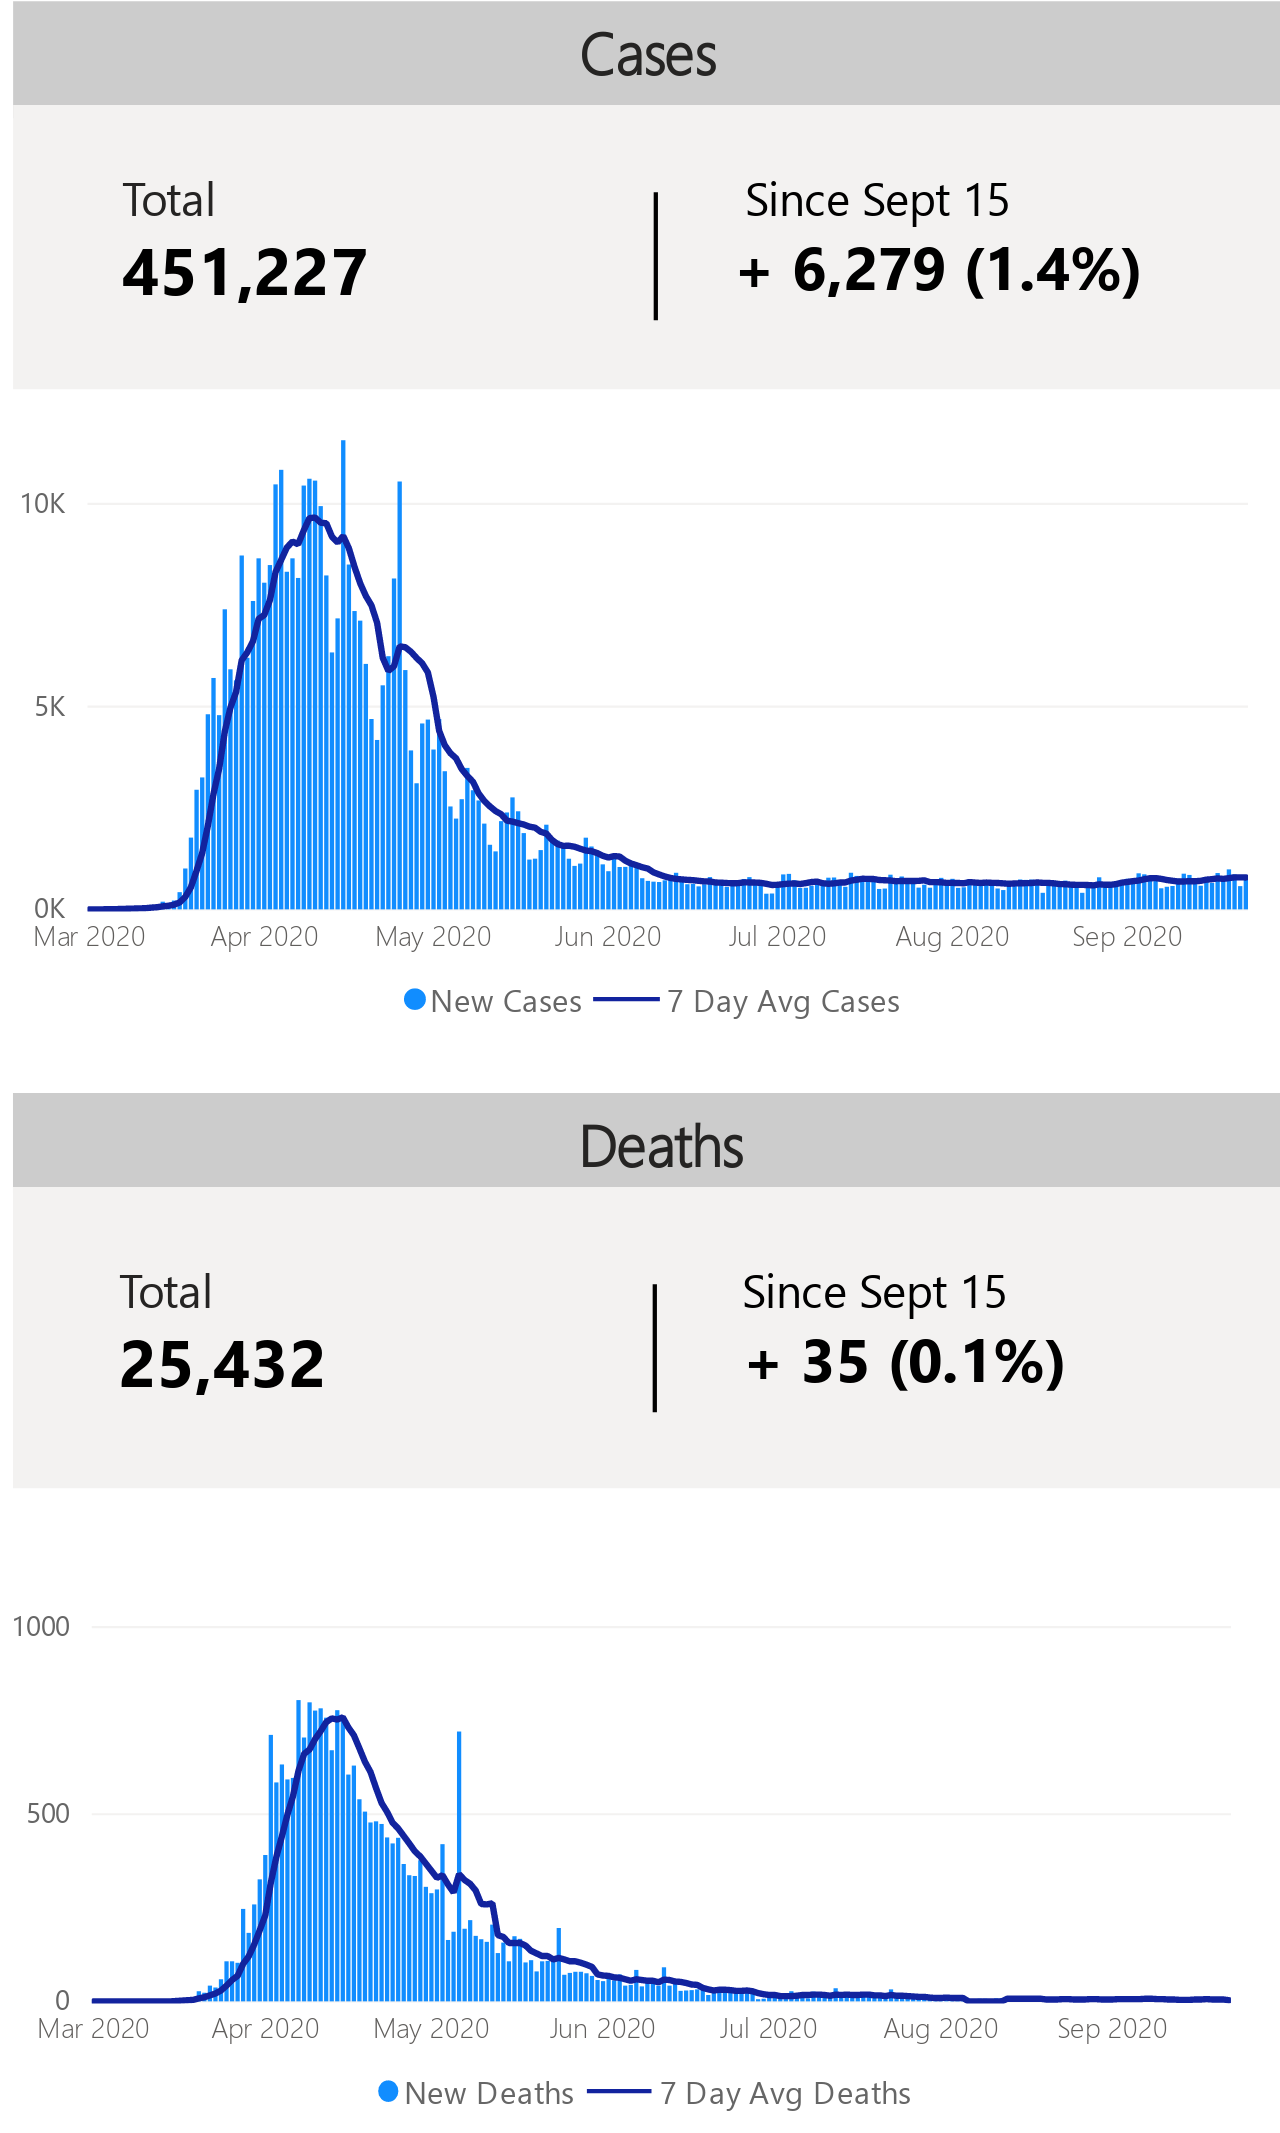 Cases
Total
451,227
Since Sept 15
+ 6,279 (1.4%)
10K
5K
0K
Mar 2020 Apr 2020 May 2020 Jun 2020 Jul 2020 Aug 2020 Sep 2020
New Cases 7 Day Avg Cases
Deaths
Total
25,432
Since Sept 15
+ 35 (0.1%)
1000
500
0
Mar 2020 Apr 2020 May 2020 Jun 2020 Jul 2020 Aug 2020 Sep 2020
New Deaths 7 Day Avg Deaths